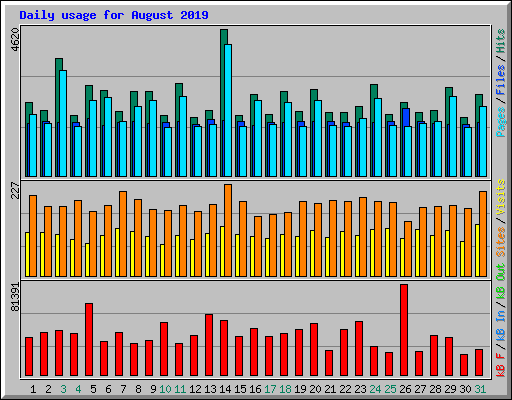 Daily usage for August 2019
4620
227
81391
Pages / Files / Hits
Sites / Visits
kB F / kB In / kB Out
1 2 3 4 5 6 7 8 9 10 11 12 13 14 15 16 17 18 19 20 21 22 23 24 25 26 27 28 29 30 31